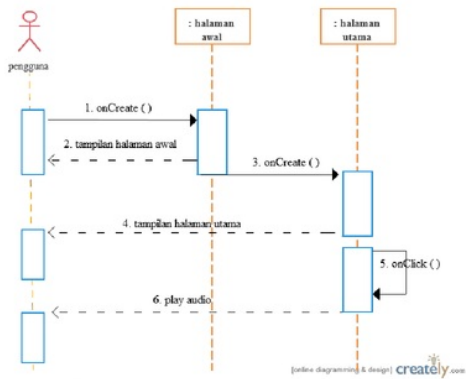 : halaman
awal
: halaman
utama
pengguna
1. onCreate ( )
2. tampilan halaman awal
3. onCreate ( )
4. tampilan halaman utama
5. onClick ( )
6. play audio
[online diagramming & design] creately.com